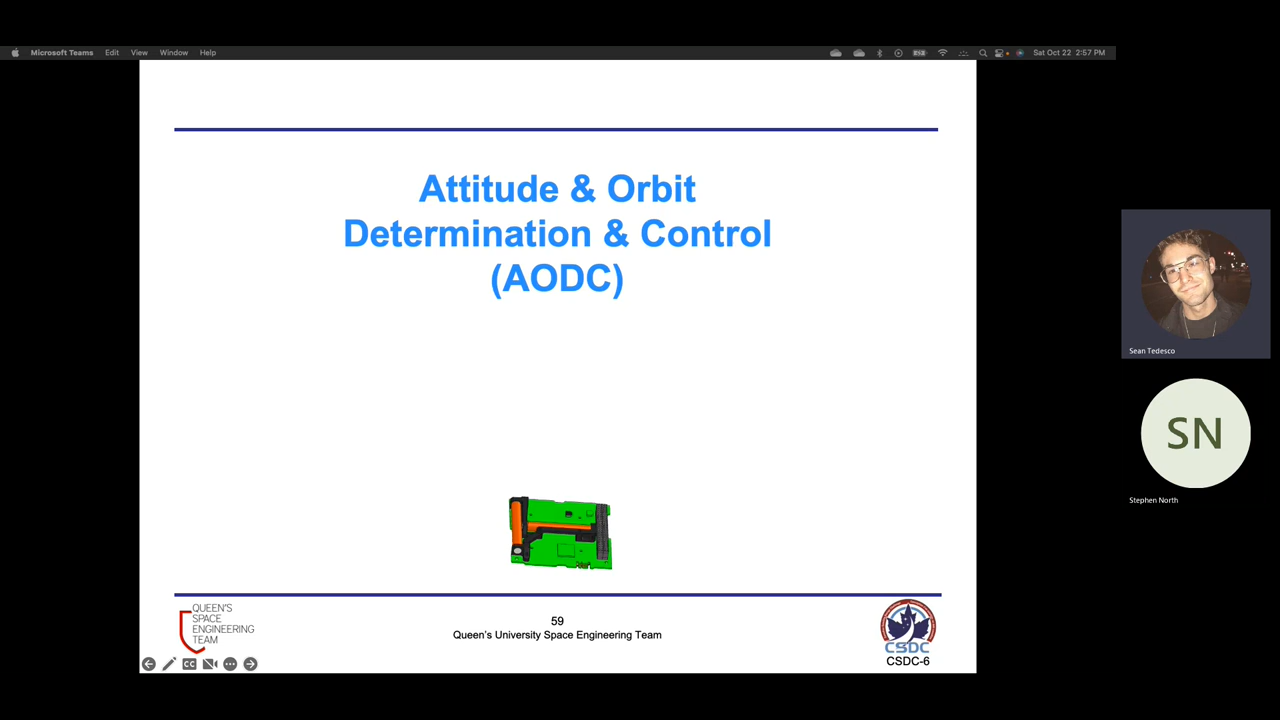 Microsoft Teams Edit View Window Help Sat Oct 22 2:57 PM
Attitude & Orbit
Determination & Control
(AODC)
Sean Tedesco
SN
Stephen North
QUEEN'S
SPACE
ENGINEERING
TEAM
59
Queen's University Space Engineering Team
CSDC
CSDC-6
CC